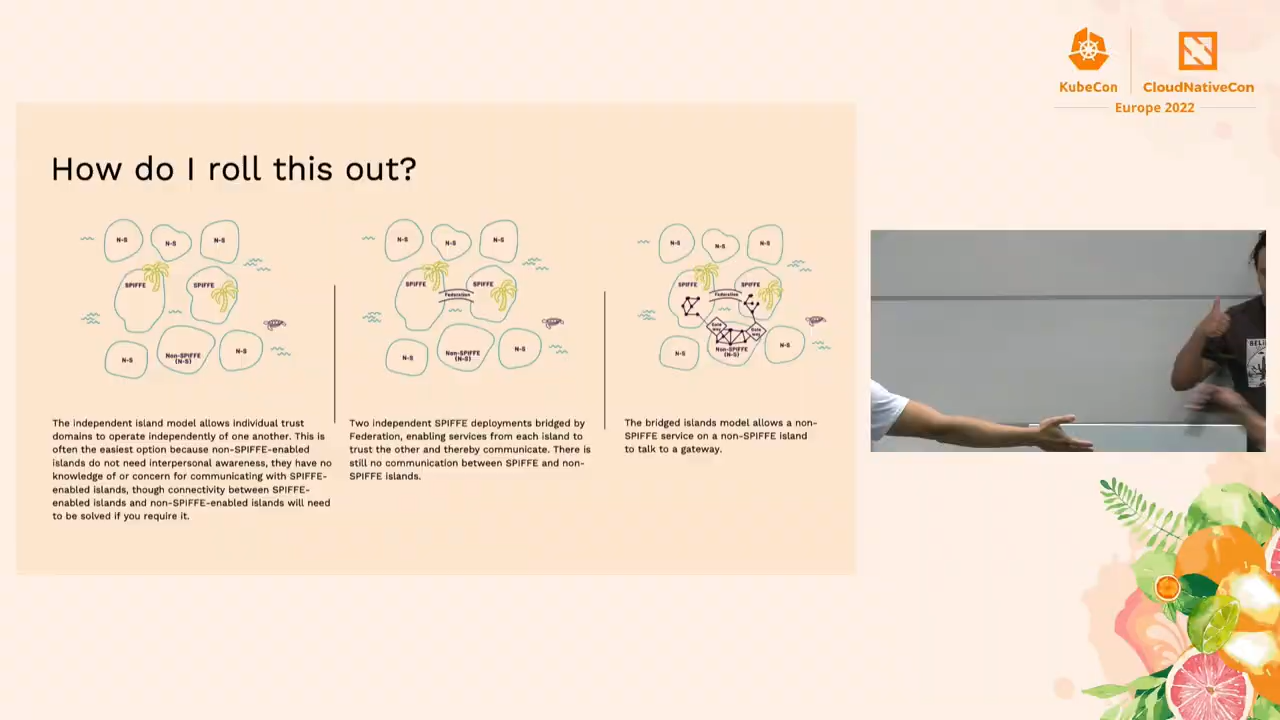 KubeCon
CloudNativeCon
Europe 2022
How do I roll this out?
N-S
N-S
N-S
SPIFFE
SPIFFE
N-S
Non-SPIFFE
(N-S)
N-S
The independent island model allows individual trust
domains to operate independently of one another. This is
often the easiest option because non-SPIFFE-enabled
islands do not need interpersonal awareness, they have no
knowledge of or concern for communicating with SPIFFE-
enabled islands, though connectivity between SPIFFE-
enabled islands and non-SPIFFE-enabled islands will need
to be solved if you require it.
N-S
N-S
N-S
SPIFFE
SPIFFE
Federation
N-S
Non-SPIFFE
(N-S)
N-S
Two independent SPIFFE deployments bridged by
Federation, enabling services from each island to
trust the other and thereby communicate. There is
still no communication between SPIFFE and non-
SPIFFE islands.
N-S
N-S
N-S
SPIFFE
SPIFFE
Federation
N-S
Non-SPIFFE
(N-S)
N-S
The bridged islands model allows a non-
SPIFFE service on a non-SPIFFE island
to talk to a gateway.